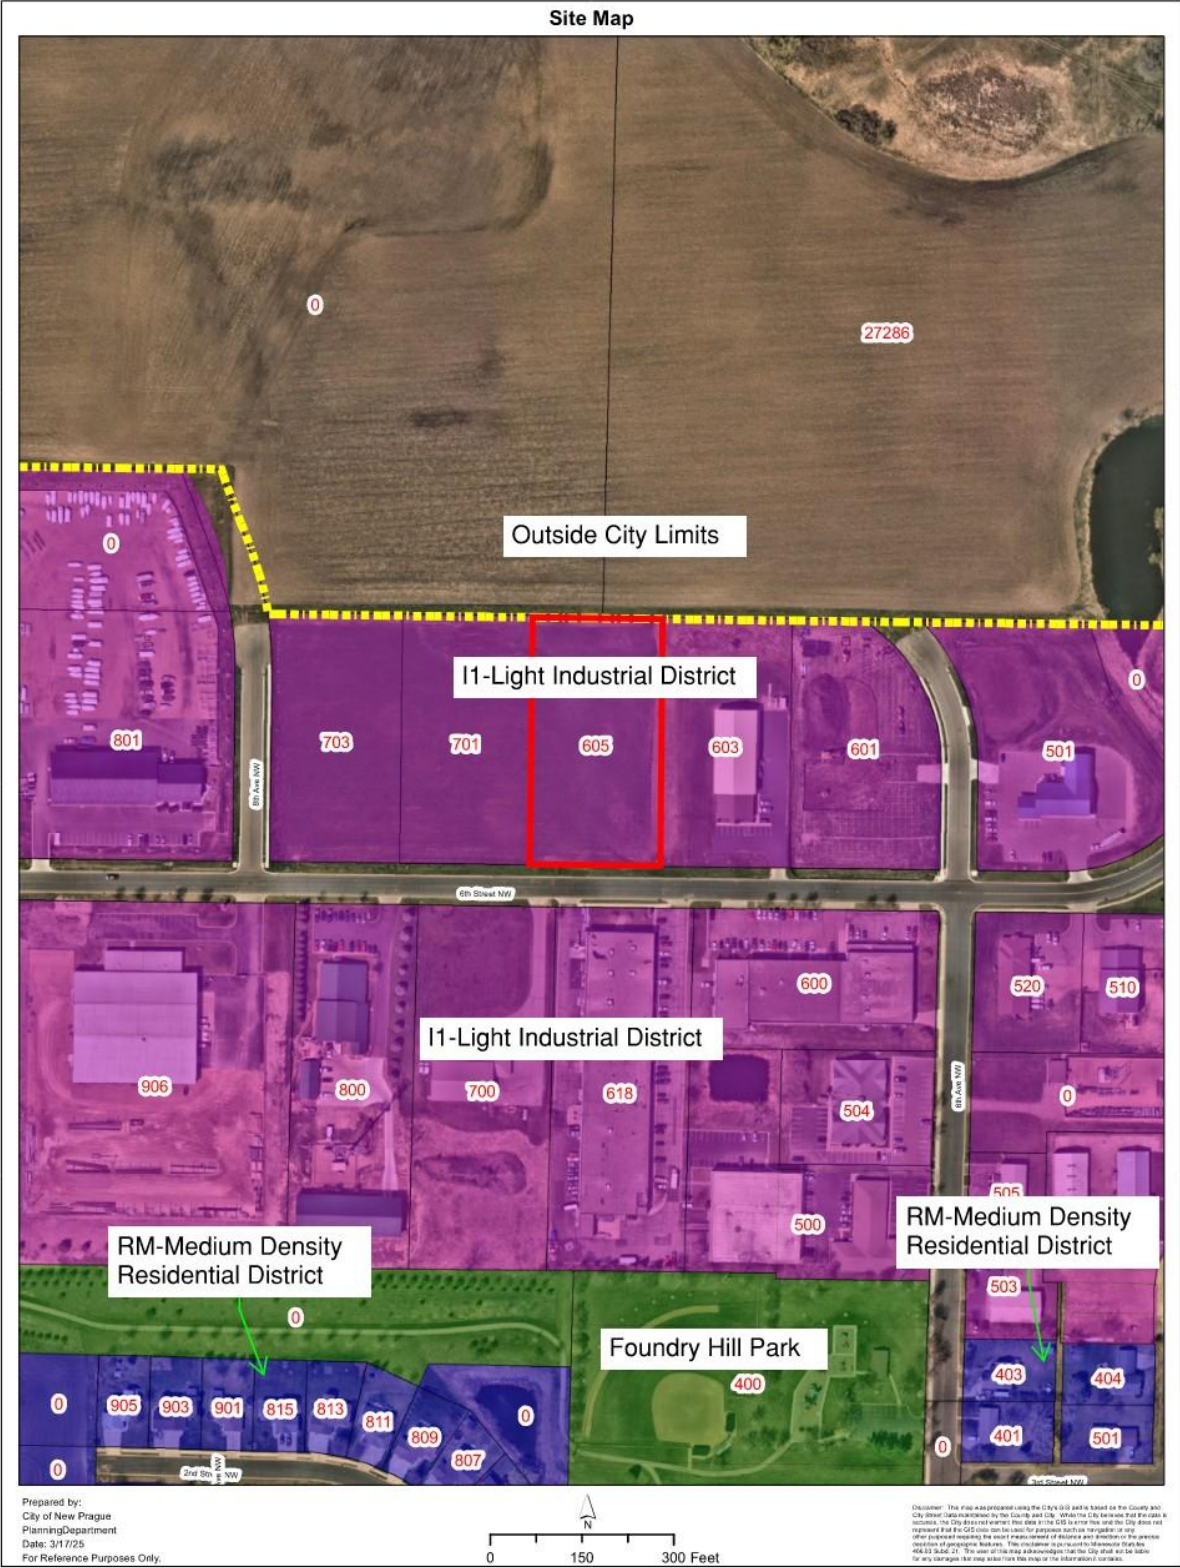 Site Map
0
27286
Outside City Limits
0
I1-Light Industrial District
0
801
703
701
605
603
601
501
8th Ave NW
6th Street NW
600
520
510
I1-Light Industrial District
906
800
700
618
504
0
6th Ave NW
505
500
RM-Medium Density
Residential District
RM-Medium Density
Residential District
503
0
Foundry Hill Park
400
403
404
0
905
903
901
815
813
811
809
807
0
401
501
0
0
2nd
NW
3rd Street NW
Prepared by:
City of New Prague
PlanningDepartment
Date: 3/17/25
For Reference Purposes Only.
N
0 150 300 Feet